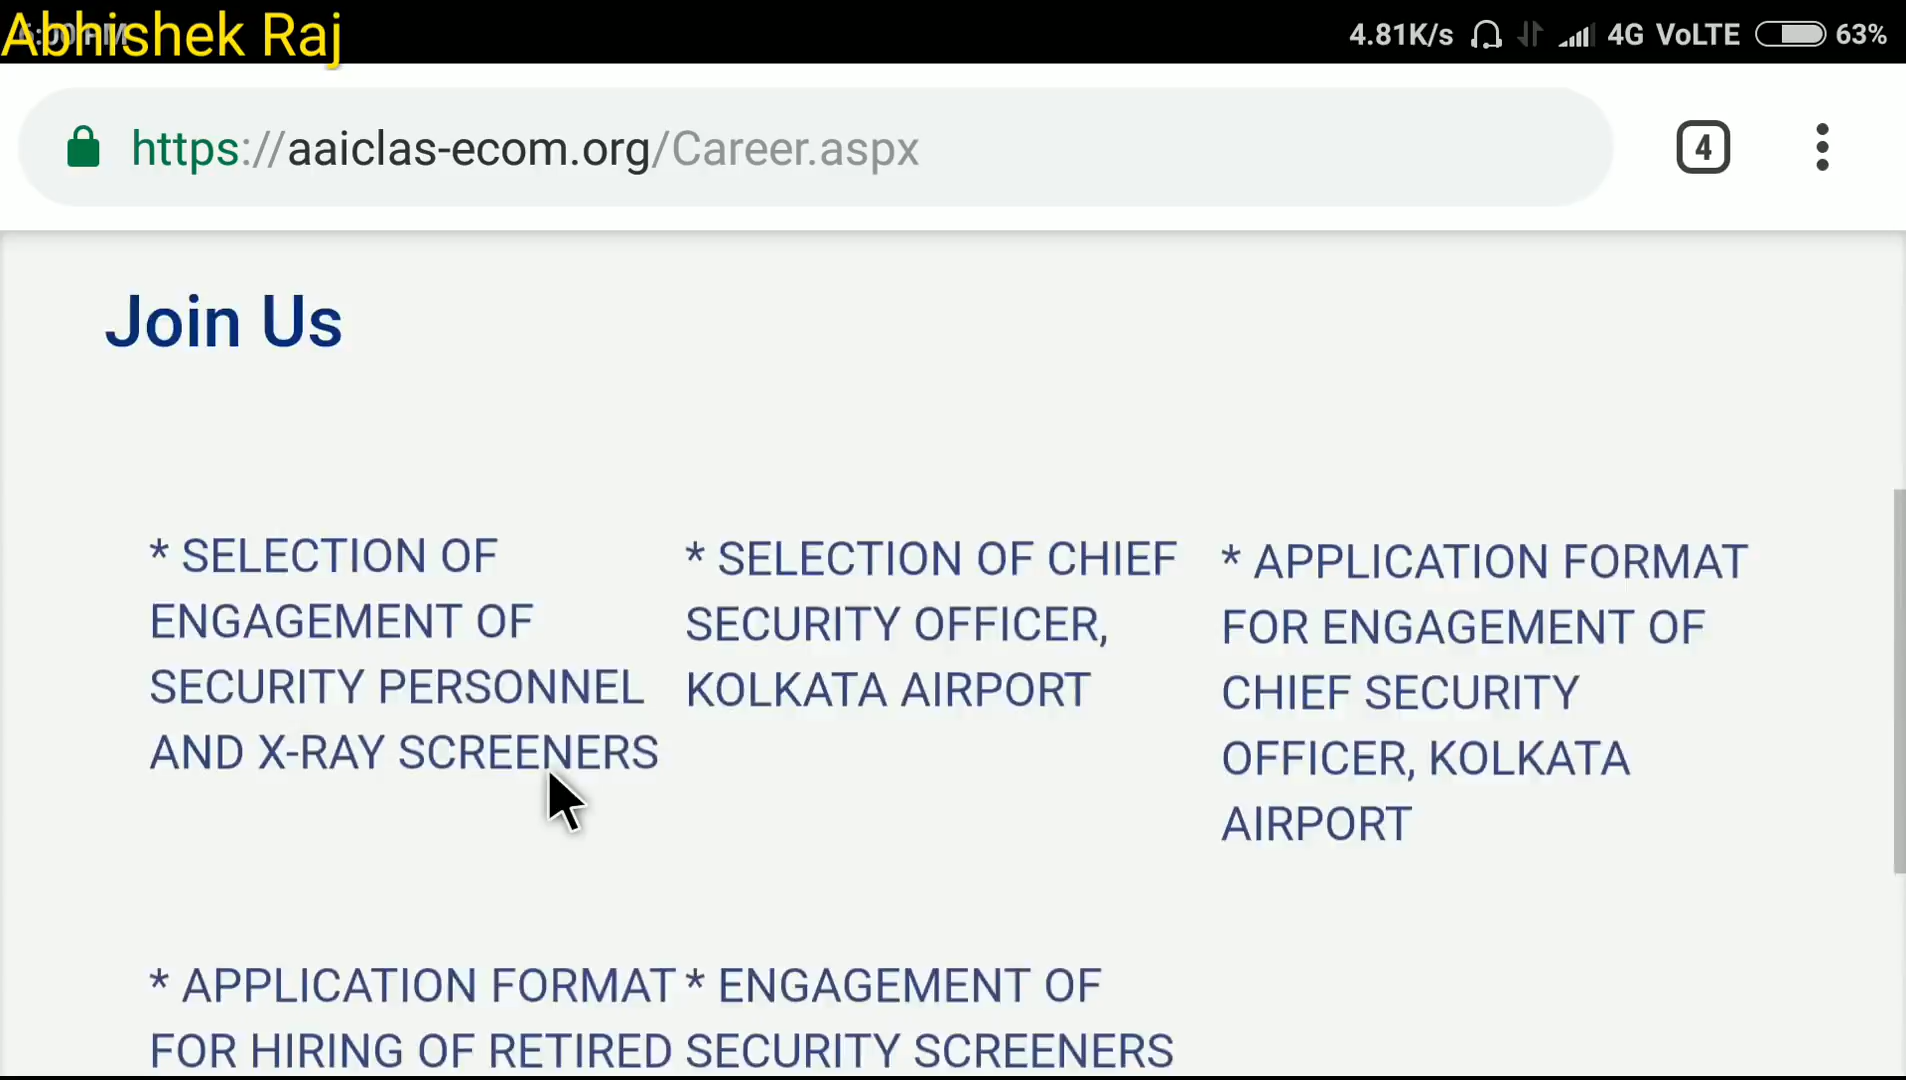 Abhishek Raj
4.81K/s 4G VoLTE 63%
https://aaiclas-ecom.org/Career.aspx
4
Join Us
* SELECTION OF
ENGAGEMENT OF
SECURITY PERSONNEL
AND X-RAY SCREENERS
* SELECTION OF CHIEF
SECURITY OFFICER,
KOLKATA AIRPORT
* APPLICATION FORMAT
FOR ENGAGEMENT OF
CHIEF SECURITY
OFFICER, KOLKATA
AIRPORT
* APPLICATION FORMAT
FOR HIRING OF RETIRED
* ENGAGEMENT OF
SECURITY SCREENERS